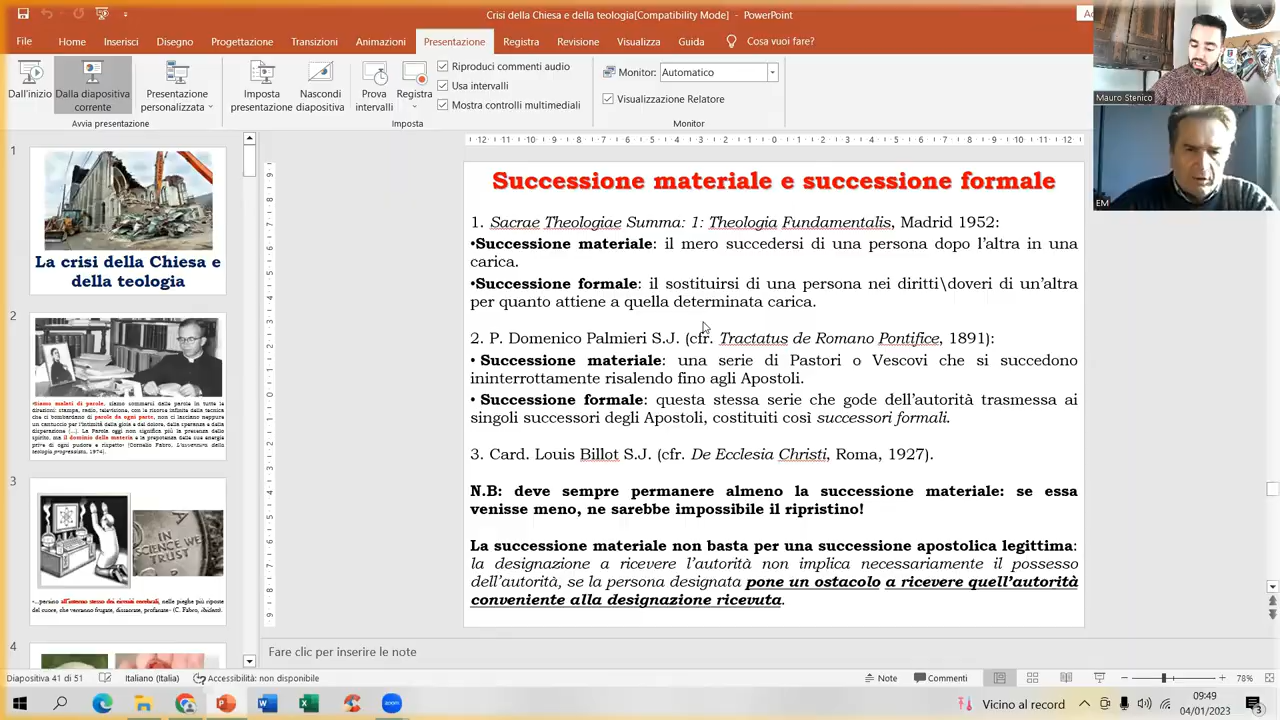 Crisi della Chiesa e della teologia[Compatibility Mode] - PowerPoint
File
Home
Inserisci
Disegno
Progettazione
Transizioni
Animazioni
Presentazione
Registra
Revisione
Visualizza
Guida
Cosa vuoi fare?
Dall'inizio
Dalla diapositiva
corrente
Presentazione
personalizzata
Imposta
presentazione
Nascondi
diapositiva
Prova
intervalli
Registra
Riproduci commenti audio
Usa intervalli
Mostra controlli multimediali
Monitor: Automatico
Visualizzazione Relatore
Avvia presentazione
Imposta
Monitor
Mauro Stenico
EM
1
La crisi della Chiesa e
della teologia
2
3
IN
SCIENCE WE
TRUST
4
Successione materiale e successione formale
1. Sacrae Theologiae Summa: 1: Theologia Fundamentalis, Madrid 1952:
•Successione materiale: il mero succedersi di una persona dopo l'altra in una
carica.
•Successione formale: il sostituirsi di una persona nei diritti\doveri di un'altra
per quanto attiene a quella determinata carica.
2. P. Domenico Palmieri S.J. (cfr. Tractatus de Romano Pontifice, 1891):
• Successione materiale: una serie di Pastori o Vescovi che si succedono
ininterrottamente risalendo fino agli Apostoli.
• Successione formale: questa stessa serie che gode dell'autorità trasmessa ai
singoli successori degli Apostoli, costituiti così successori formali.
3. Card. Louis Billot S.J. (cfr. De Ecclesia Christi, Roma, 1927).
N.B: deve sempre permanere almeno la successione materiale: se essa
venisse meno, ne sarebbe impossibile il ripristino!
La successione materiale non basta per una successione apostolica legittima:
la designazione a ricevere l'autorità non implica necessariamente il possesso
dell'autorità, se la persona designata pone un ostacolo a ricevere quell'autorità
conveniente alla designazione ricevuta.
Fare clic per inserire le note
Diapositiva 41 di 51
Italiano (Italia)
Accessibilità: non disponibile
Note
Commenti
78%
zoom
Vicino al record
09:49
04/01/2023
3